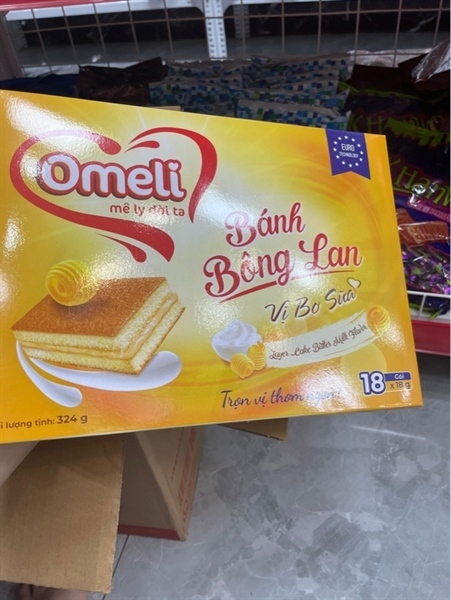 EURO
TECHNOLOGY
Omeli
mê ly đời ta
Bánh
Bông Lan
Vị Bơ Sữa
Layer Cake Butter Milk Flavor
Trọn vị thơm ngon
18 Gói
x 18 g
i lượng tịnh: 324 g